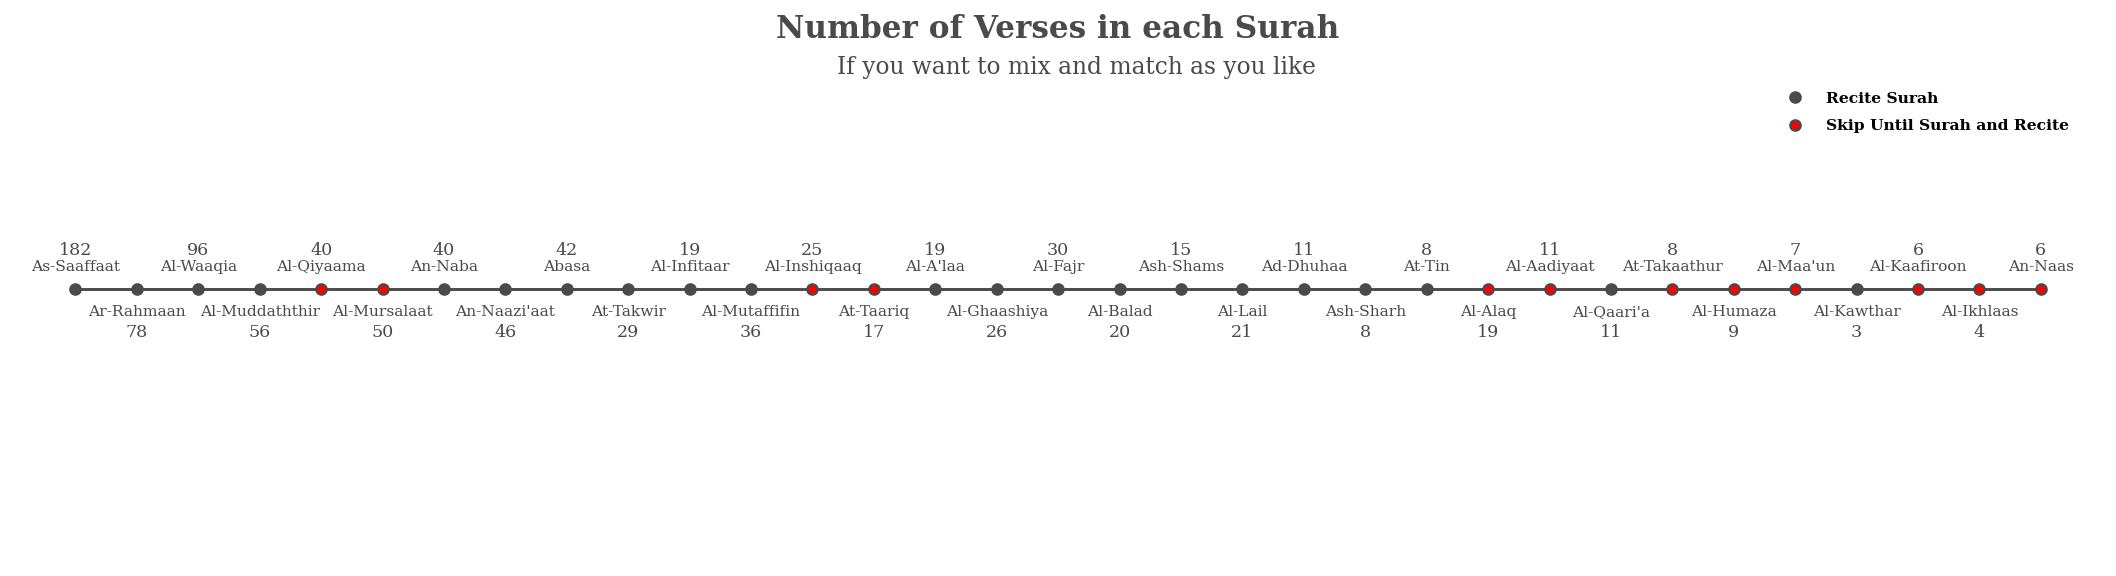 Number of Verses in each Surah
If you want to mix and match as you like
Recite Surah
Skip Until Surah and Recite
182 96 40 40 42 19 25 19 30 15 11 8 11 8 7 6 6
As-Saaffaat Al-Waaqia Al-Qiyaama An-Naba Abasa Al-Infitaar Al-Inshiqaaq Al-A'laa Al-Fajr Ash-Shams Ad-Dhuhaa At-Tin Al-Aadiyaat At-Takaathur Al-Maa'un Al-Kaafiroon An-Naas
Ar-Rahmaan Al-Muddaththir Al-Mursalaat An-Naazi'aat At-Takwir Al-Mutaffifin At-Taariq Al-Ghaashiya Al-Balad Al-Lail Ash-Sharh Al-Alaq Al-Qaari'a Al-Humaza Al-Kawthar Al-Ikhlaas
78 56 50 46 29 36 17 26 20 21 8 19 11 9 3 4